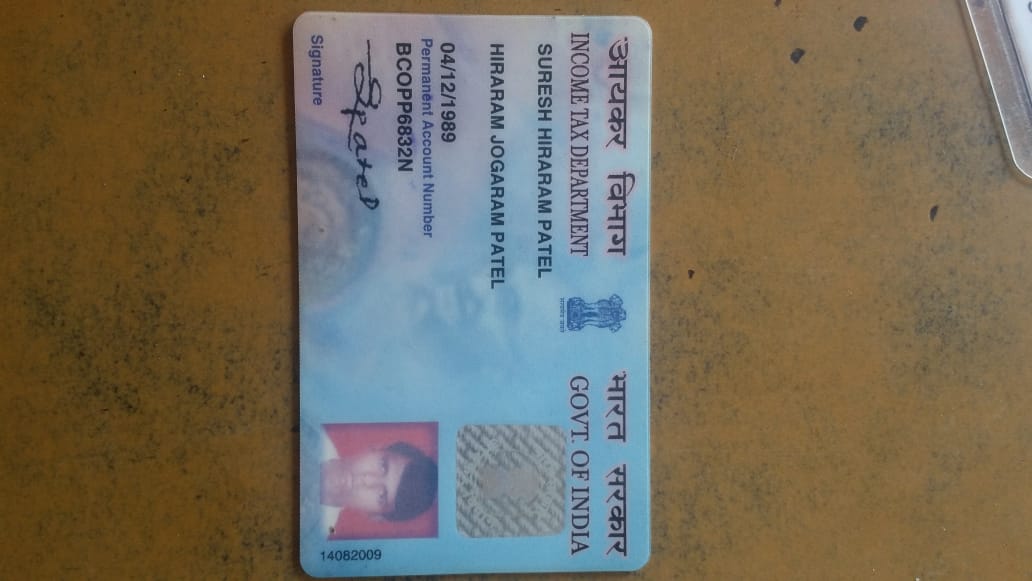 आयकर विभाग भारत सरकार
INCOME TAX DEPARTMENT GOVT. OF INDIA
SURESH HIRARAM PATEL
HIRARAM JOGARAM PATEL
04/12/1989
Permanent Account Number
BCOPP6832N
Spatel
Signature
14082009